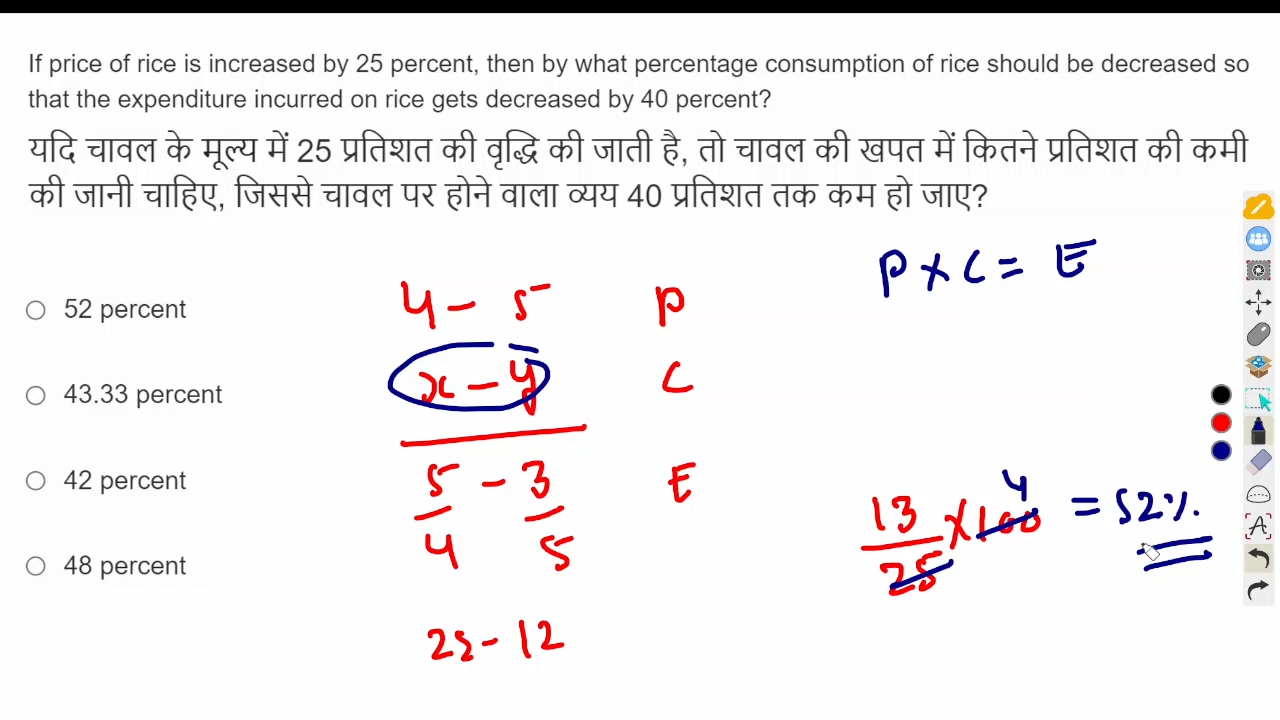 If price of rice is increased by 25 percent, then by what percentage consumption of rice should be decreased so
that the expenditure incurred on rice gets decreased by 40 percent?
यदि चावल के मूल्य में 25 प्रतिशत की वृद्धि की जाती है, तो चावल की खपत में कितने प्रतिशत की कमी
की जानी चाहिए, जिससे चावल पर होने वाला व्यय 40 प्रतिशत तक कम हो जाए?
P x C = E
52 percent
4 - 5 P
43.33 percent
x - y C
42 percent
5 - 3 E
4 5
13/25 x 100 4 = 52%
48 percent
25 - 12